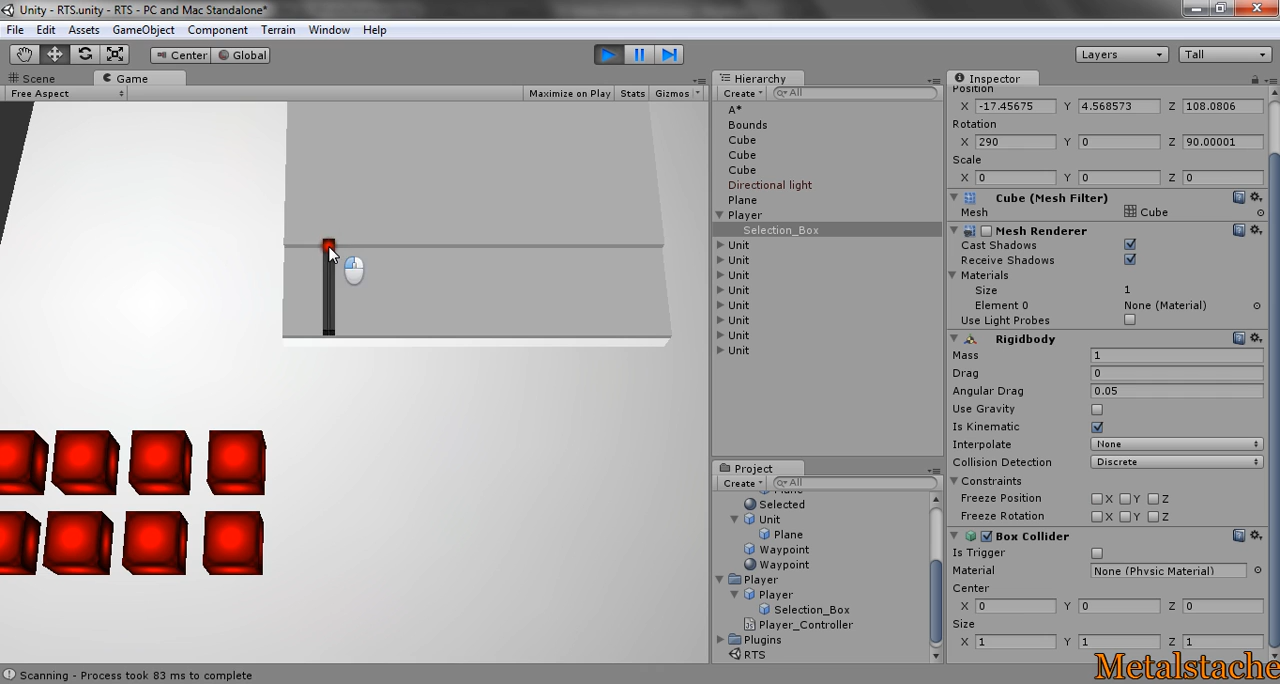 Unity - RTS.unity - RTS - PC and Mac Standalone*
File Edit Assets GameObject Component Terrain Window Help
Center Global Layers Tall
Scene Game Hierarchy Inspector
Free Aspect Maximize on Play Stats Gizmos Create All
Position
X -17.45675 Y 4.568573 Z 108.0806
Rotation
X 290 Y 0 Z 90.00001
Scale
X 0 Y 0 Z 0
A*
Bounds
Cube
Cube
Cube
Directional light
Plane
Player
Selection_Box
Unit
Unit
Unit
Unit
Unit
Unit
Unit
Unit
Cube (Mesh Filter)
Mesh Cube
Mesh Renderer
Cast Shadows
Receive Shadows
Materials
Size 1
Element 0 None (Material)
Use Light Probes
Rigidbody
Mass 1
Drag 0
Angular Drag 0.05
Use Gravity
Is Kinematic
Interpolate None
Collision Detection Discrete
Constraints
Freeze Position X Y Z
Freeze Rotation X Y Z
Box Collider
Is Trigger
Material None (Physic Material)
Center
X 0 Y 0 Z 0
Size
X 1 Y 1 Z 1
Project
Create All
Plane
Selected
Unit
Plane
Waypoint
Waypoint
Player
Player
Selection_Box
Player_Controller
Plugins
RTS
Scanning - Process took 83 ms to complete
Metalstache